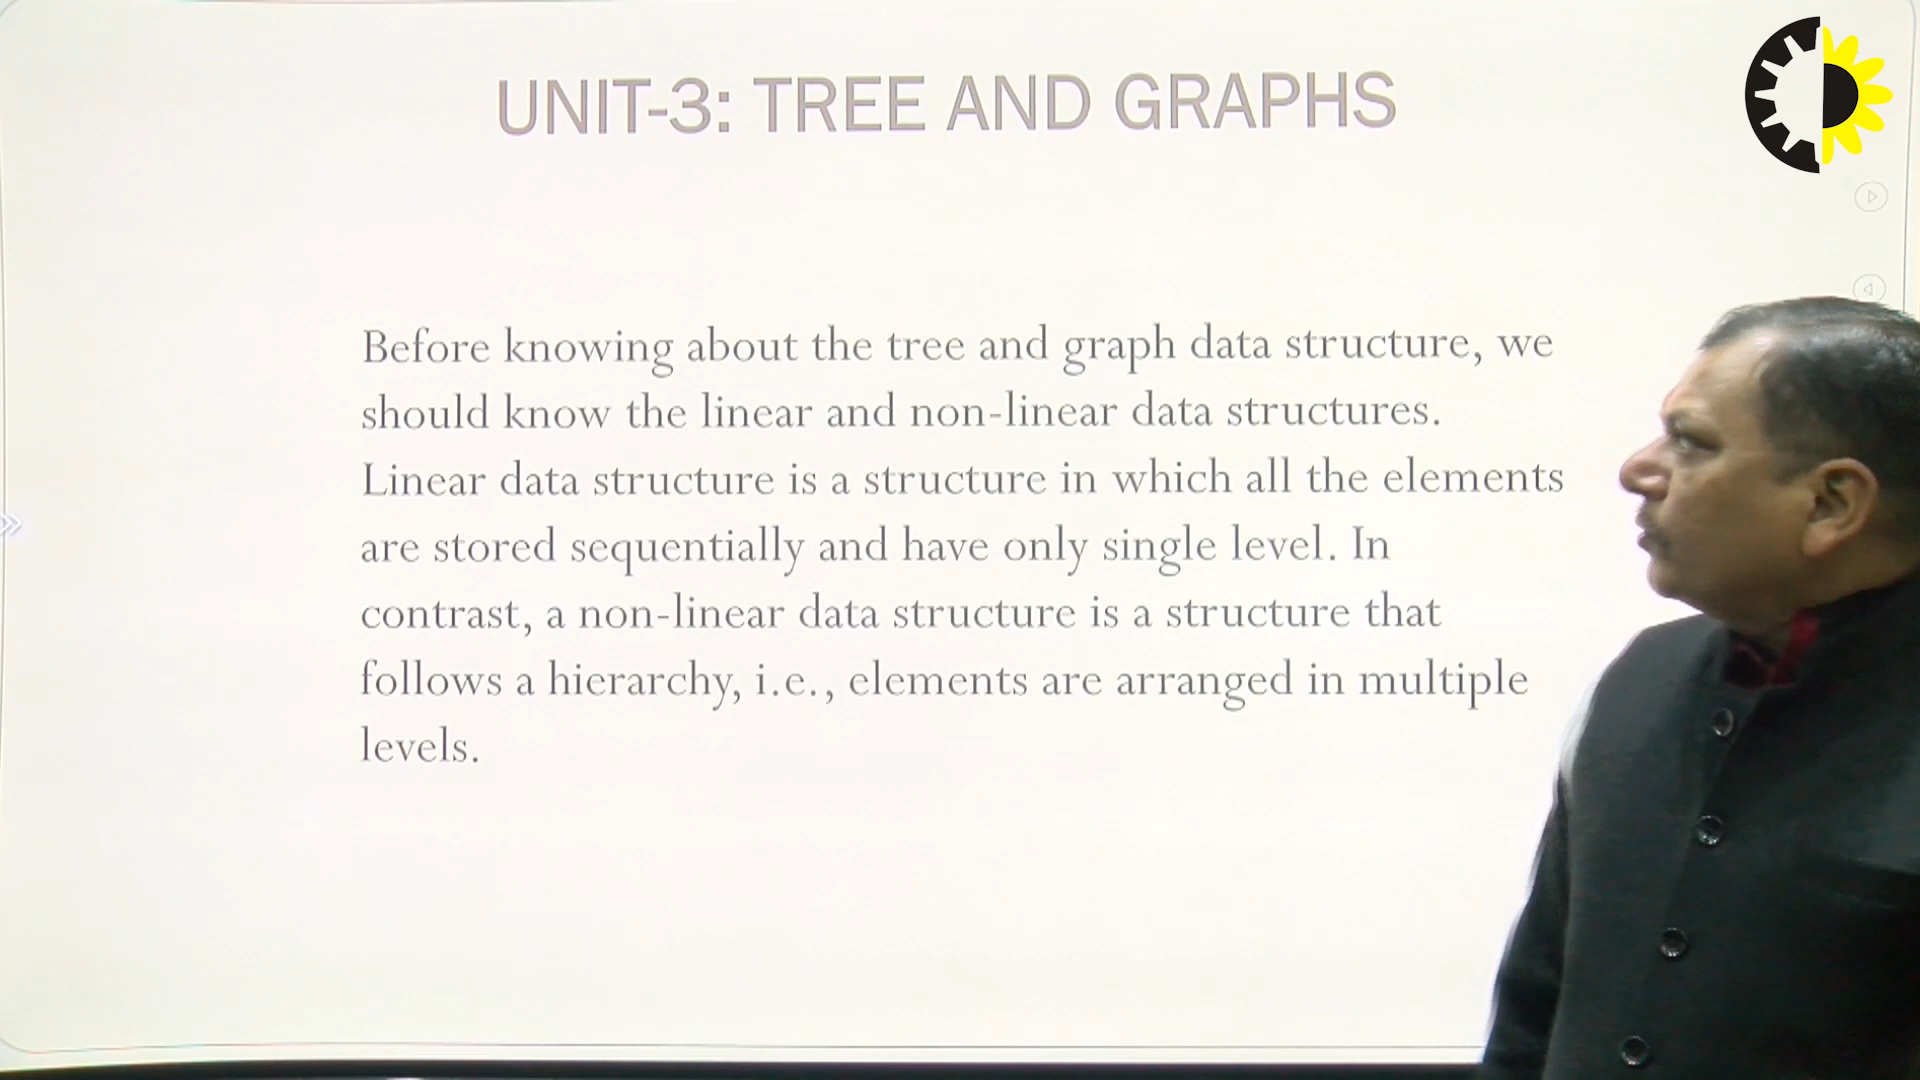 UNIT-3: TREE AND GRAPHS
Before knowing about the tree and graph data structure, we
should know the linear and non-linear data structures.
Linear data structure is a structure in which all the elements
are stored sequentially and have only single level. In
contrast, a non-linear data structure is a structure that
follows a hierarchy, i.e., elements are arranged in multiple
levels.